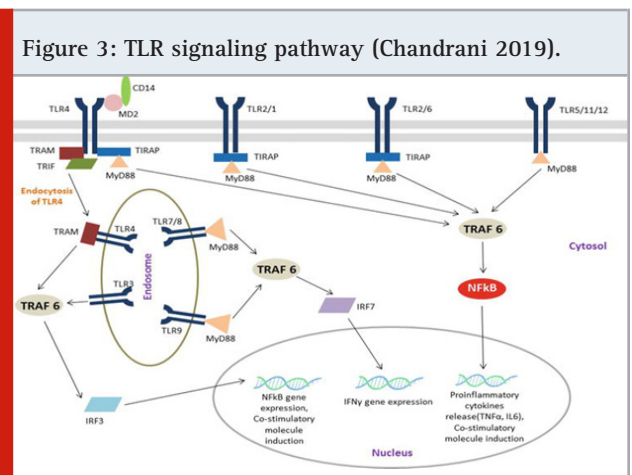 Figure 3: TLR signaling pathway (Chandrani 2019).
CD14
TLR4
MD2
TLR2/1
TLR2/6
TLR5/11/12
TRAM
TIRAP
TRIF
MyD88
TIRAP
MyD88
TIRAP
MyD88
MyD88
Endocytosis
of TLR4
TRAM
TLR4
TLR7/8
MyD88
TRAF 6
Cytosol
Endosome
TRAF 6
TLR3
NFkB
TRAF 6
IRF7
TLR9
MyD88
IRF3
NFkB gene
expression,
Co-stimulatory
molecule
induction
IFNγ gene expression
Proinflammatory
cytokines
release(TNFα, IL6),
Co-stimulatory
molecule induction
Nucleus